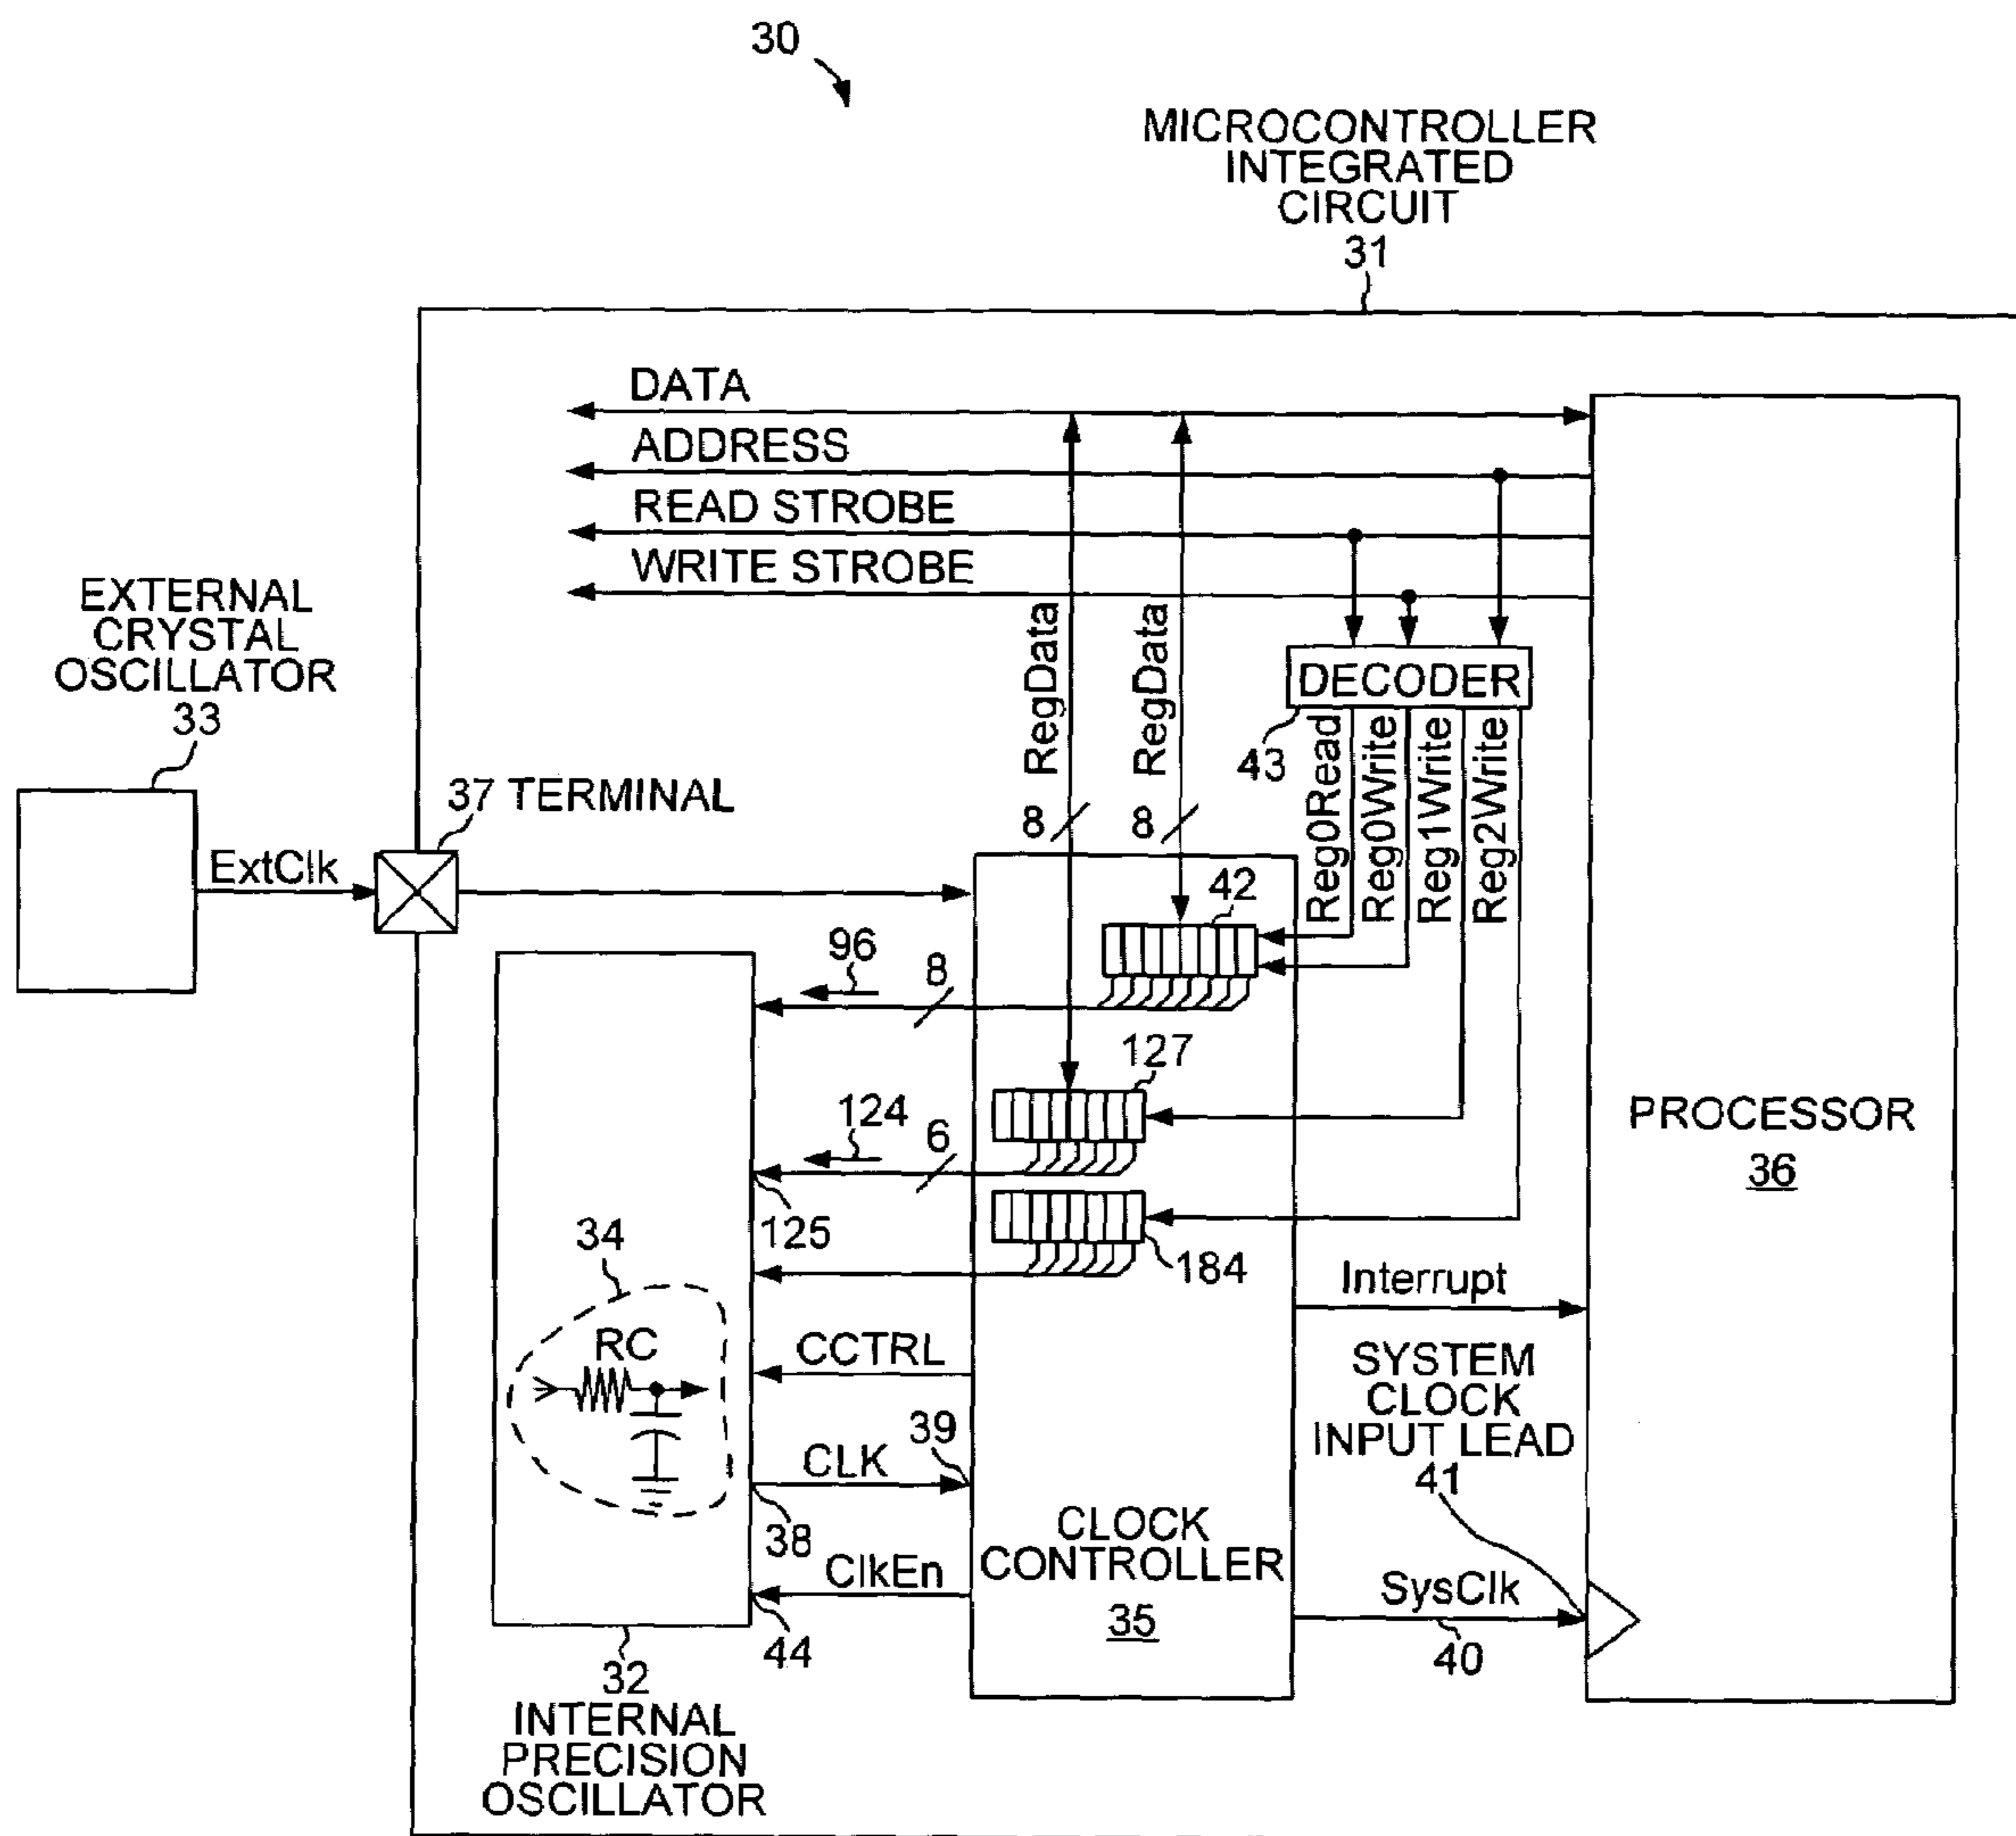 30
MICROCONTROLLER
INTEGRATED
CIRCUIT
31
DATA
ADDRESS
READ STROBE
WRITE STROBE
EXTERNAL
CRYSTAL
OSCILLATOR
33
RegData
RegData
DECODER
43
Reg0Read
Reg0Write
Reg1Write
Reg2Write
37 TERMINAL
8
8
ExtClk
42
96
8
127
124
6
125
184
PROCESSOR
36
34
RC
Interrupt
CCTRL
SYSTEM
CLOCK
INPUT LEAD
41
39
CLK
38
CLOCK
CONTROLLER
35
ClkEn
44
SysClk
40
32
INTERNAL
PRECISION
OSCILLATOR